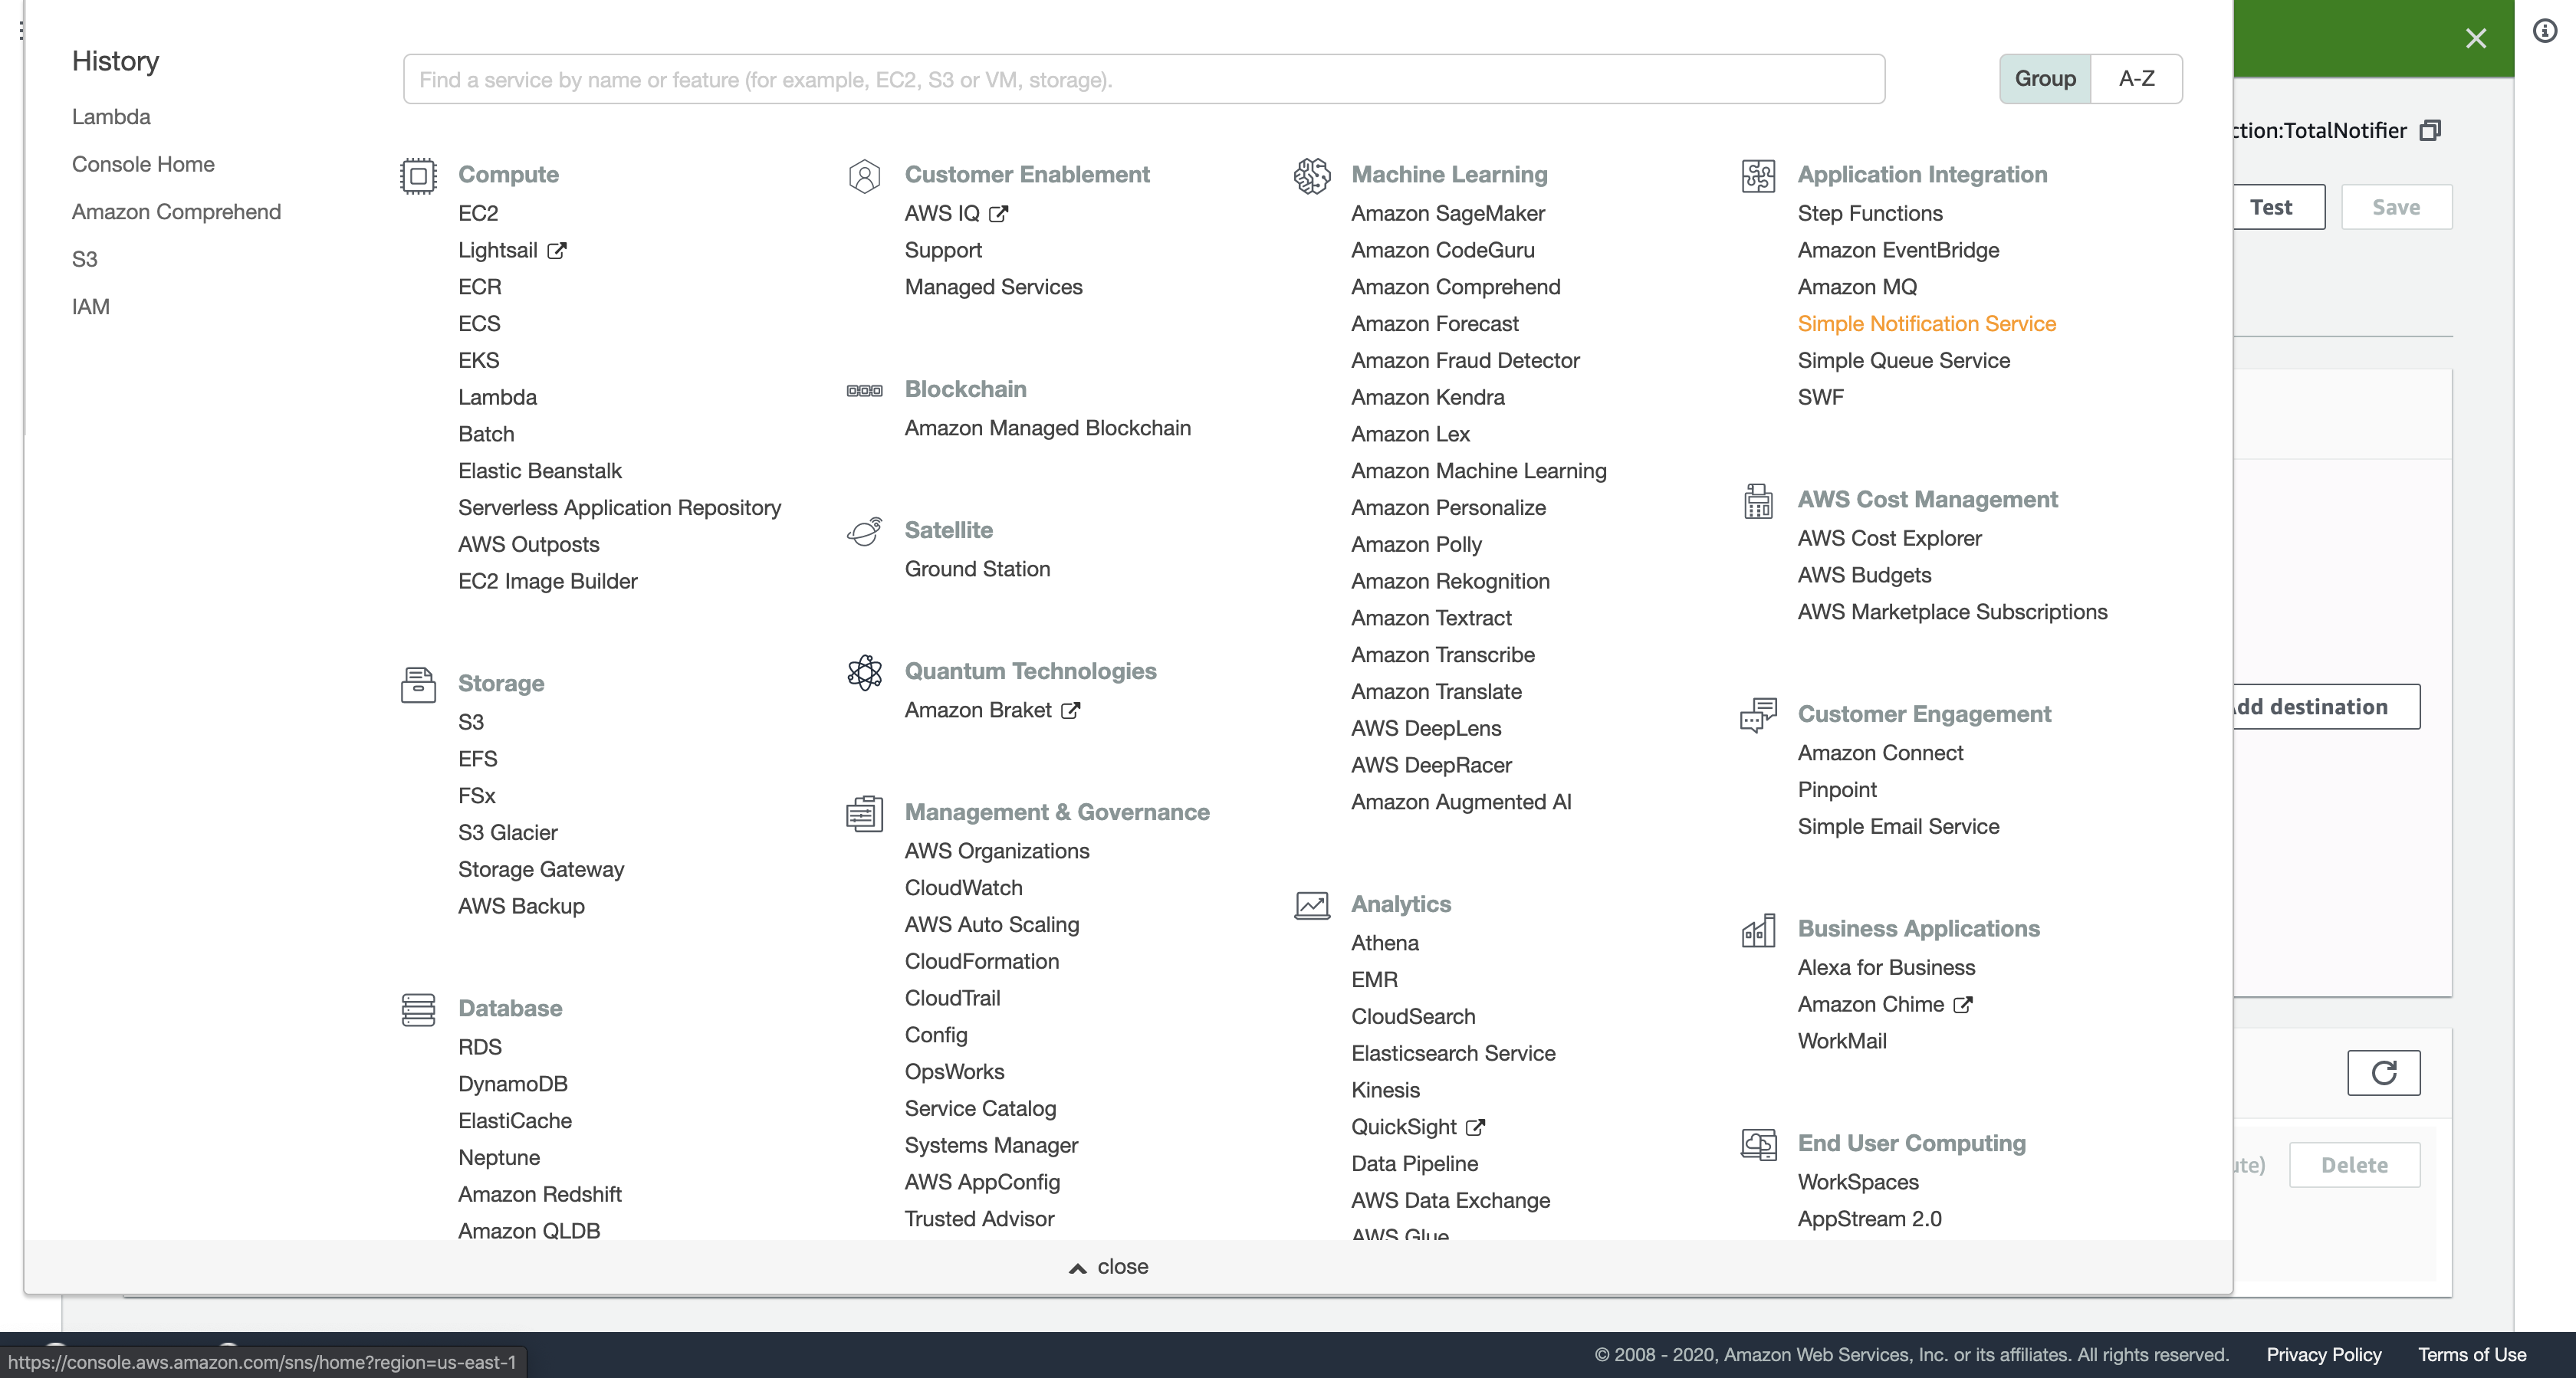 History
Lambda
Console Home
Amazon Comprehend
S3
IAM
Find a service by name or feature (for example, EC2, S3 or VM, storage).
Group
A-Z
Compute
EC2
Lightsail
ECR
ECS
EKS
Lambda
Batch
Elastic Beanstalk
Serverless Application Repository
AWS Outposts
EC2 Image Builder
Storage
S3
EFS
FSx
S3 Glacier
Storage Gateway
AWS Backup
Database
RDS
DynamoDB
ElastiCache
Neptune
Amazon Redshift
Amazon QLDB
Customer Enablement
AWS IQ
Support
Managed Services
Blockchain
Amazon Managed Blockchain
Satellite
Ground Station
Quantum Technologies
Amazon Braket
Management & Governance
AWS Organizations
CloudWatch
AWS Auto Scaling
CloudFormation
CloudTrail
Config
OpsWorks
Service Catalog
Systems Manager
AWS AppConfig
Trusted Advisor
Machine Learning
Amazon SageMaker
Amazon CodeGuru
Amazon Comprehend
Amazon Forecast
Amazon Fraud Detector
Amazon Kendra
Amazon Lex
Amazon Machine Learning
Amazon Personalize
Amazon Polly
Amazon Rekognition
Amazon Textract
Amazon Transcribe
Amazon Translate
AWS DeepLens
AWS DeepRacer
Amazon Augmented AI
Analytics
Athena
EMR
CloudSearch
Elasticsearch Service
Kinesis
QuickSight
Data Pipeline
AWS Data Exchange
AWS Glue
Application Integration
Step Functions
Amazon EventBridge
Amazon MQ
Simple Notification Service
Simple Queue Service
SWF
AWS Cost Management
AWS Cost Explorer
AWS Budgets
AWS Marketplace Subscriptions
Customer Engagement
Amazon Connect
Pinpoint
Simple Email Service
Business Applications
Alexa for Business
Amazon Chime
WorkMail
End User Computing
WorkSpaces
AppStream 2.0
close
ction:TotalNotifier
Test
Save
dd destination
ute)
Delete
https://console.aws.amazon.com/sns/home?region=us-east-1
© 2008 - 2020, Amazon Web Services, Inc. or its affiliates. All rights reserved.
Privacy Policy
Terms of Use